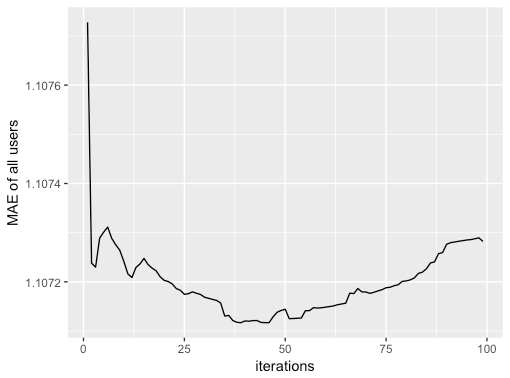 1.1076
1.1074
1.1072
MAE of all users
0 25 50 75 100
iterations